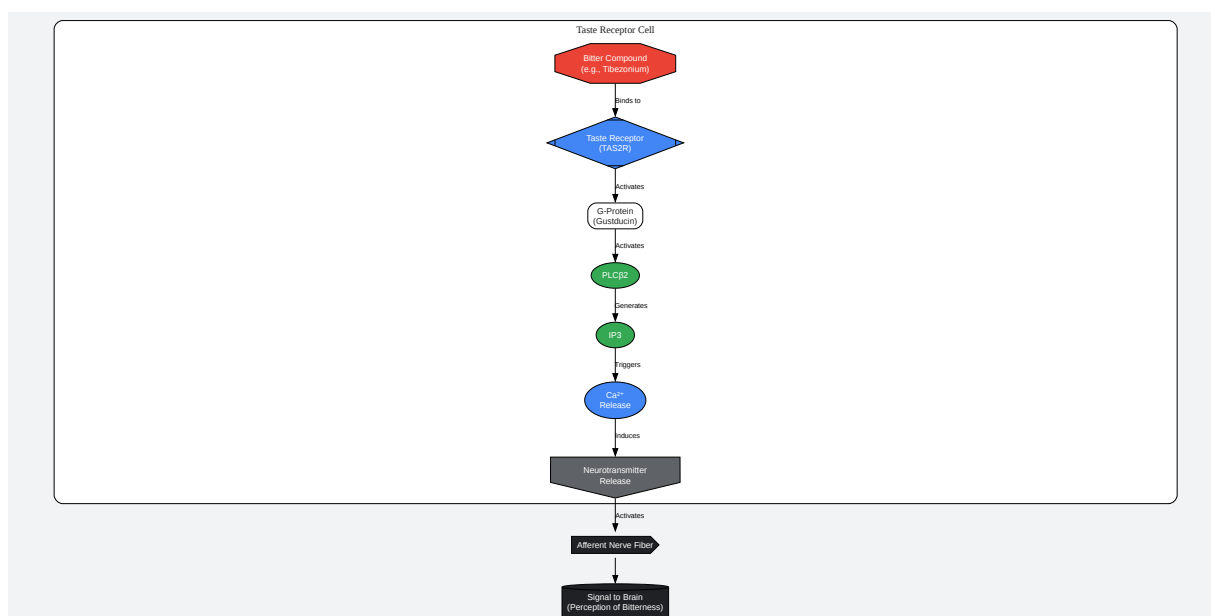 Taste Receptor Cell
Bitter Compound
(e.g., Tibezonium)
Binds to
Taste Receptor
(TAS2R)
Activates
G-Protein
(Gustducin)
Activates
PLCβ2
Generates
IP3
Triggers
Ca²⁺
Release
Induces
Neurotransmitter
Release
Activates
Afferent Nerve Fiber
Signal to Brain
(Perception of Bitterness)